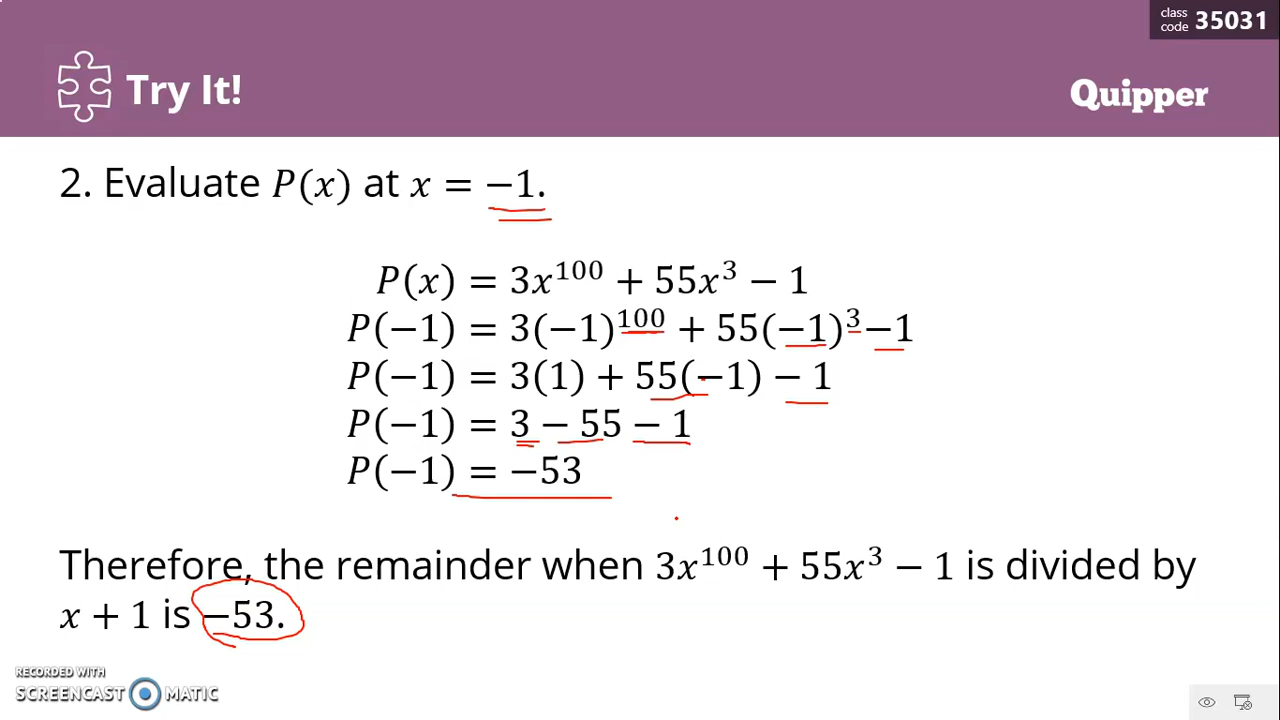 class code 35031
Try It!
Quipper
2. Evaluate P(x) at x = −1.
P(x) = 3x¹⁰⁰ + 55x³ − 1
P(−1) = 3(−1)¹⁰⁰ + 55(−1)³ −1
P(−1) = 3(1) + 55(−1) − 1
P(−1) = 3 − 55 − 1
P(−1) = −53
Therefore, the remainder when 3x¹⁰⁰ + 55x³ − 1 is divided by
x + 1 is −53.
RECORDED WITH
SCREENCAST MATIC